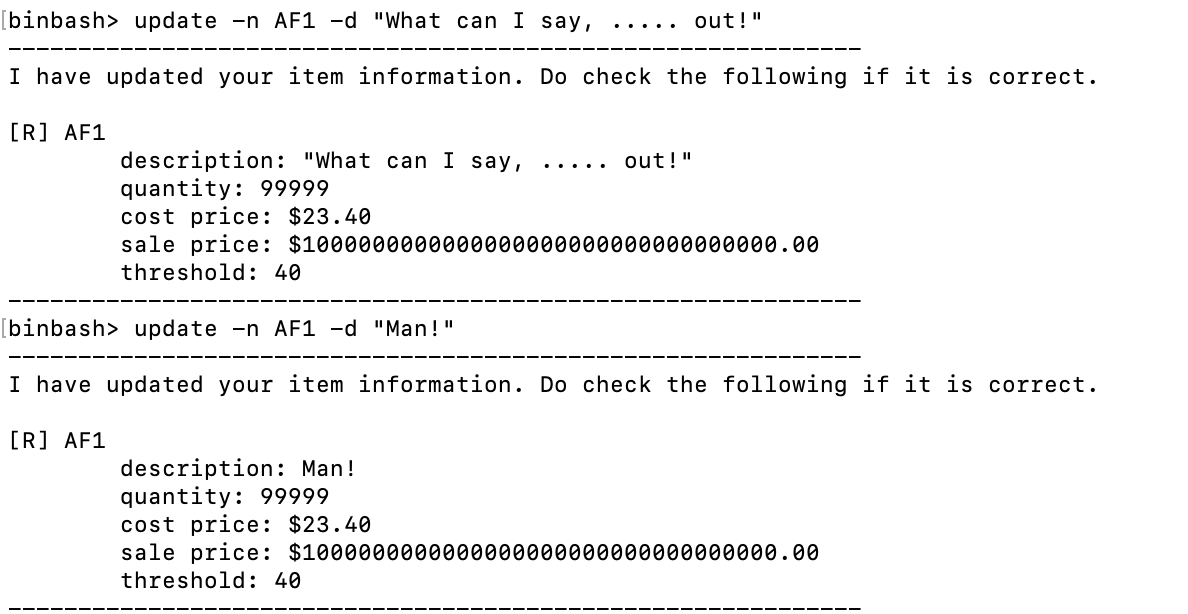 [binbash> update -n AF1 -d "What can I say, ..... out!"
-------------------------------------------------------------
I have updated your item information. Do check the following if it is correct.
[R] AF1
description: "What can I say, ..... out!"
quantity: 99999
cost price: $23.40
sale price: $1000000000000000000000000000000000.00
threshold: 40
-------------------------------------------------------------
[binbash> update -n AF1 -d "Man!"
-------------------------------------------------------------
I have updated your item information. Do check the following if it is correct.
[R] AF1
description: Man!
quantity: 99999
cost price: $23.40
sale price: $1000000000000000000000000000000000.00
threshold: 40
-------------------------------------------------------------